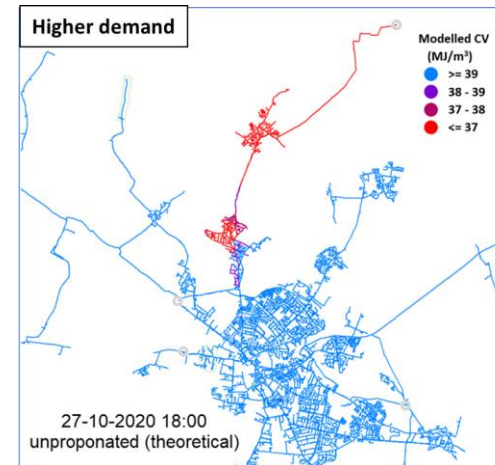 Higher demand
Modelled CV
(MJ/m³)
>= 39
38 - 39
37 - 38
<= 37
27-10-2020 18:00
unproponated (theoretical)